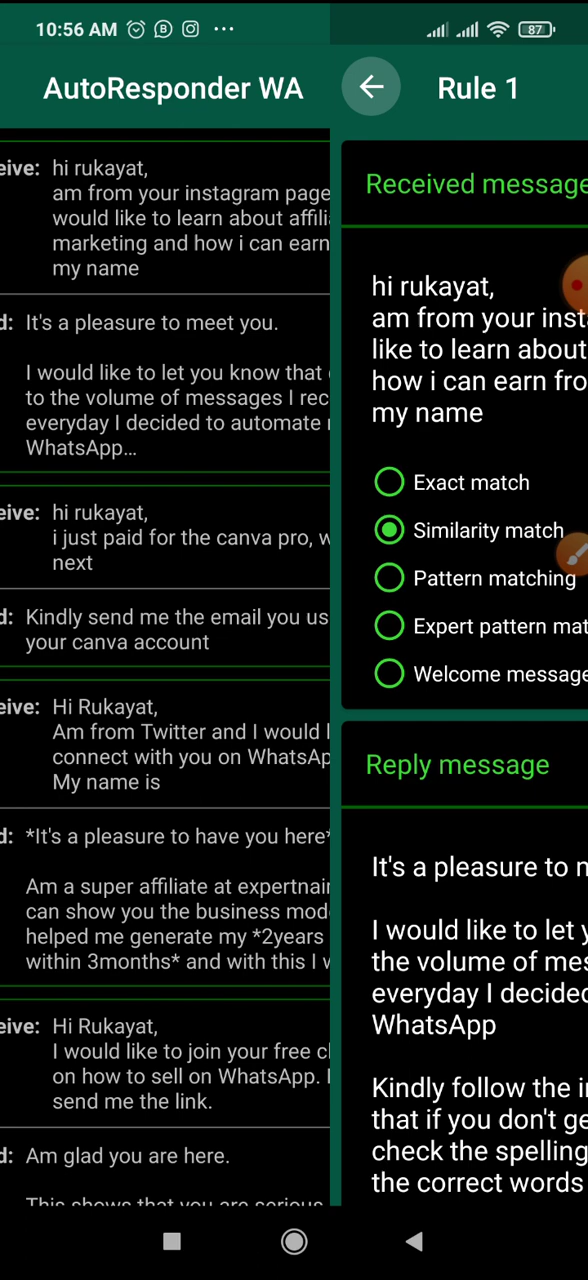 10:56 AM
87
AutoResponder WA
eive: hi rukayat,
am from your instagram page
would like to learn about
marketing and how i can earn
my name
d: It's a pleasure to meet you.
I would like to let you know that
to the volume of messages I rec
everyday I decided to automate
WhatsApp...
eive: hi rukayat,
i just paid for the canva pro, w
next
d: Kindly send me the email you us
your canva account
eive: Hi Rukayat,
Am from Twitter and I would l
connect with you on WhatsAp
My name is
d: *It's a pleasure to have you here*
Am a super affiliate at expertnai
can show you the business mod
helped me generate my *2years
within 3months* and with this I w
eive: Hi Rukayat,
I would like to join your free cl
on how to sell on WhatsApp.
send me the link.
d: Am glad you are here.
This shows that you are serious
Rule 1
Received message
hi rukayat,
am from your inst
like to learn about
how i can earn fro
my name
Exact match
Similarity match
Pattern matching
Expert pattern mat
Welcome message
Reply message
It's a pleasure to m
I would like to let y
the volume of mes
everyday I decided
WhatsApp
Kindly follow the i
that if you don't ge
check the spelling
the correct words